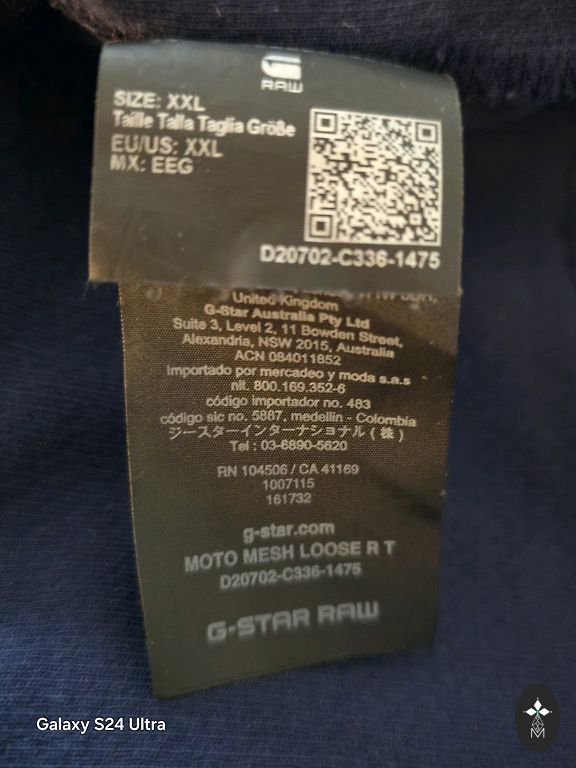 RAW
SIZE: XXL
Taille Talla Taglia Größe
EU/US: XXL
MX: EEG
D20702-C336-1475
United Kingdom
G-Star Australia Pty Ltd
Suite 3, Level 2, 11 Bowden Street,
Alexandria, NSW 2015, Australia
ACN 084011852
Importado por mercadeo y moda s.a.s
nit. 800.169.352-6
código importador no. 483
código sic no. 5887, medellin - Colombia
ジースターインターナショナル(株)
Tel : 03-6890-5620
RN 104506 / CA 41169
1007115
161732
g-star.com
MOTO MESH LOOSE R T
D20702-C336-1475
G-STAR RAW
Galaxy S24 Ultra
M